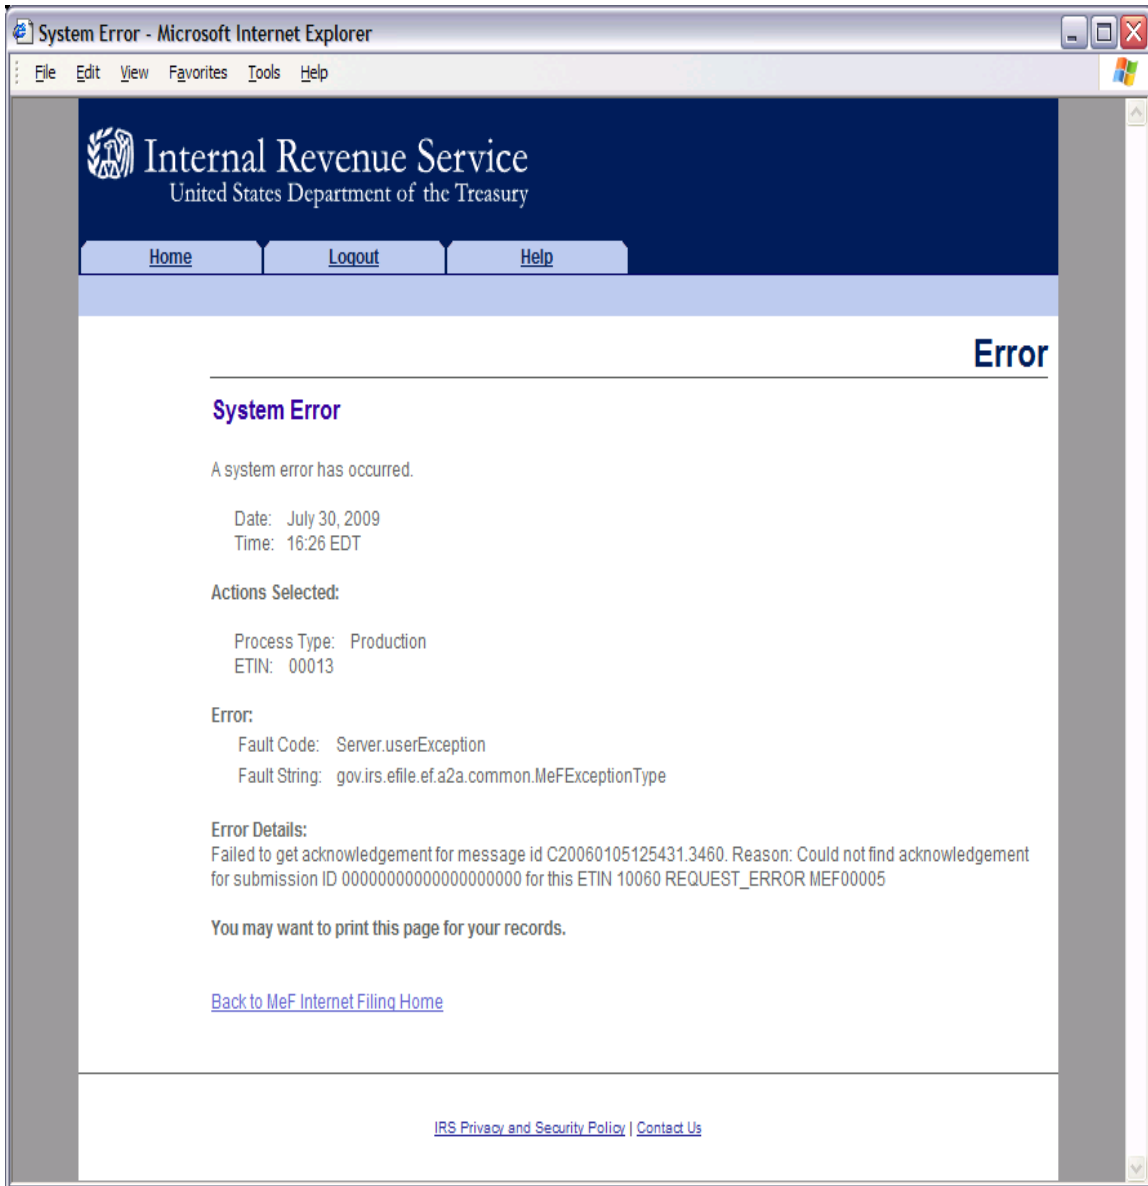 System Error - Microsoft Internet Explorer
File Edit View Favorites Tools Help
Internal Revenue Service
United States Department of the Treasury
Home Logout Help
Error
System Error
A system error has occurred.
Date: July 30, 2009
Time: 16:26 EDT
Actions Selected:
Process Type: Production
ETIN: 00013
Error:
Fault Code: Server.userException
Fault String: gov.irs.efile.ef.a2a.common.MeFExceptionType
Error Details:
Failed to get acknowledgement for message id C20060105125431.3460. Reason: Could not find acknowledgement
for submission ID 00000000000000000000 for this ETIN 10060 REQUEST_ERROR MEF00005
You may want to print this page for your records.
Back to MeF Internet Filing Home
IRS Privacy and Security Policy | Contact Us